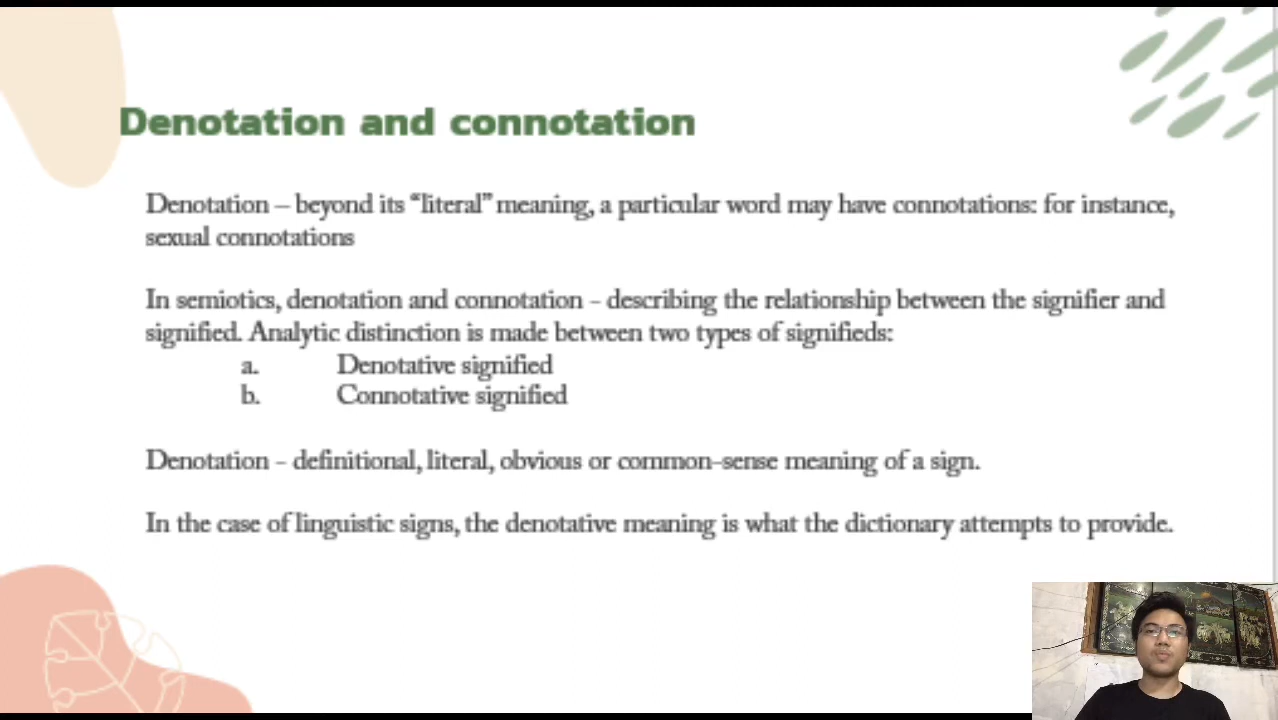 Denotation and connotation
Denotation – beyond its “literal” meaning, a particular word may have connotations: for instance,
sexual connotations
In semiotics, denotation and connotation – describing the relationship between the signifier and
signified. Analytic distinction is made between two types of signifieds:
a. Denotative signified
b. Connotative signified
Denotation – definitional, literal, obvious or common-sense meaning of a sign.
In the case of linguistic signs, the denotative meaning is what the dictionary attempts to provide.